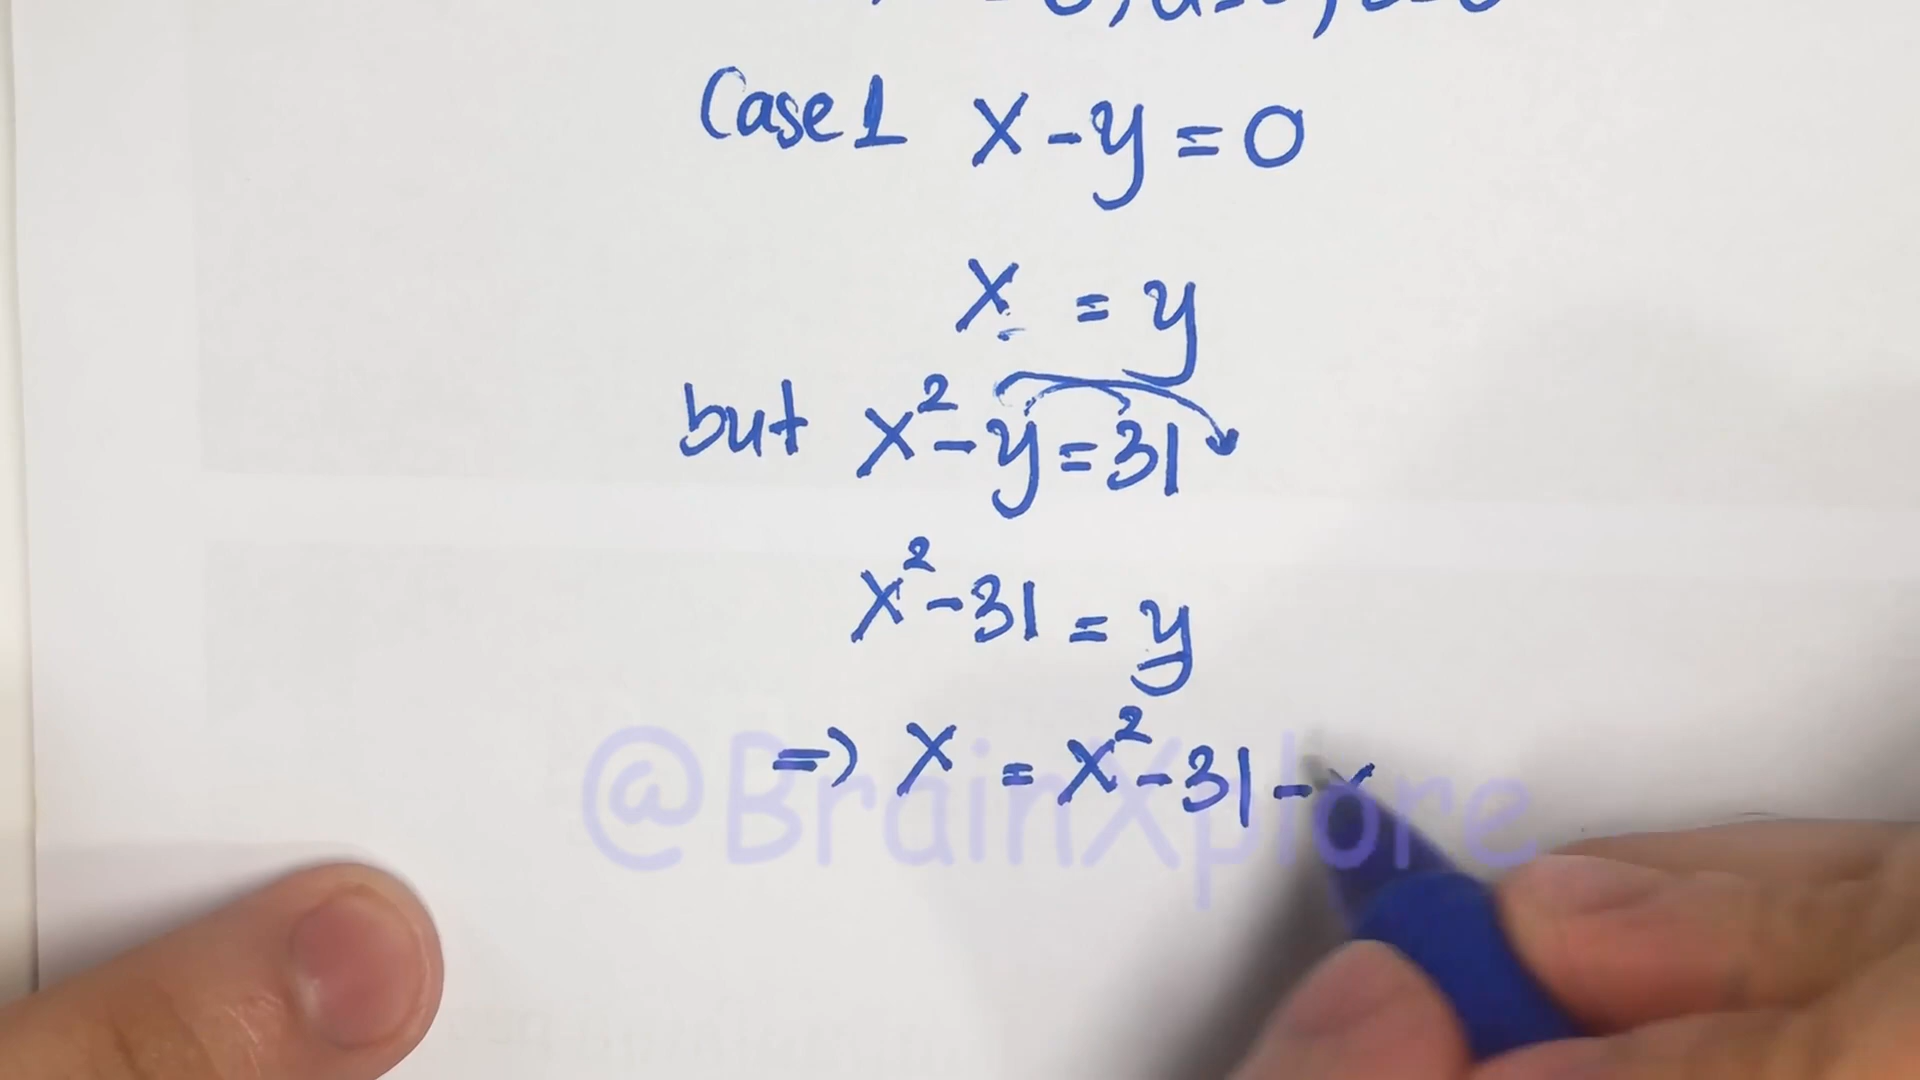 Case 1 x - y = 0
x = y
but x² - y = 31
x² - 31 = y
=> x = x² - 31 - x
@BrainXplore